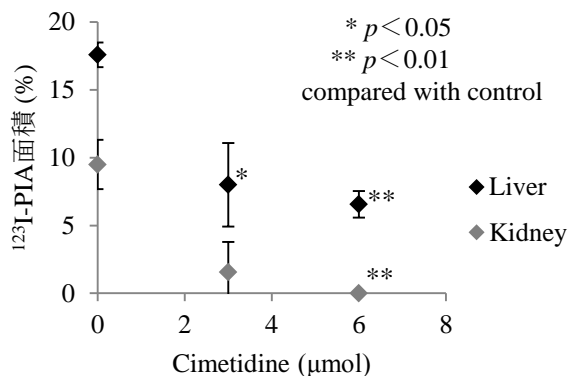 * p＜0.05
** p＜0.01
compared with control
20
15
10
5
0
¹²³I-PIA面積 (%)
*
**
**
Liver
Kidney
0 2 4 6 8
Cimetidine (μmol)